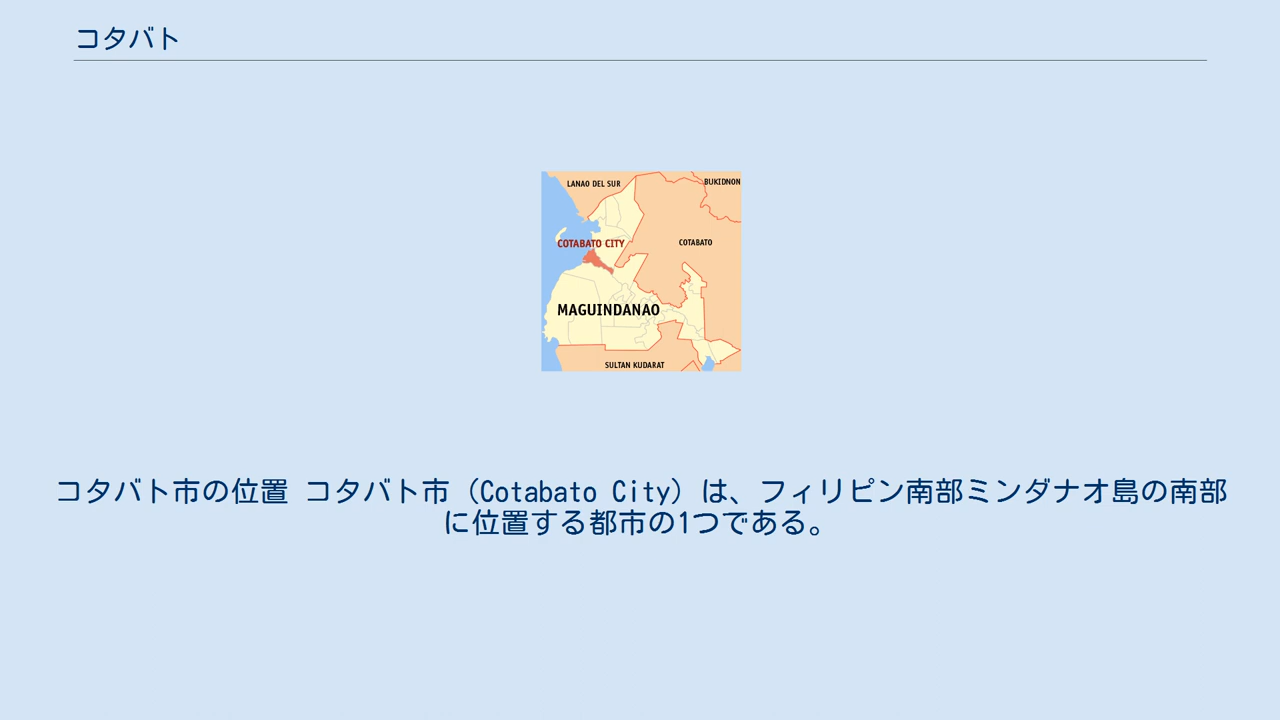 コタバト
LANAO DEL SUR
BUKIDNON
COTABATO CITY
COTABATO
MAGUINDANAO
SULTAN KUDARAT
コタバト市の位置 コタバト市（Cotabato City）は、フィリピン南部ミンダナオ島の南部
に位置する都市の1つである。